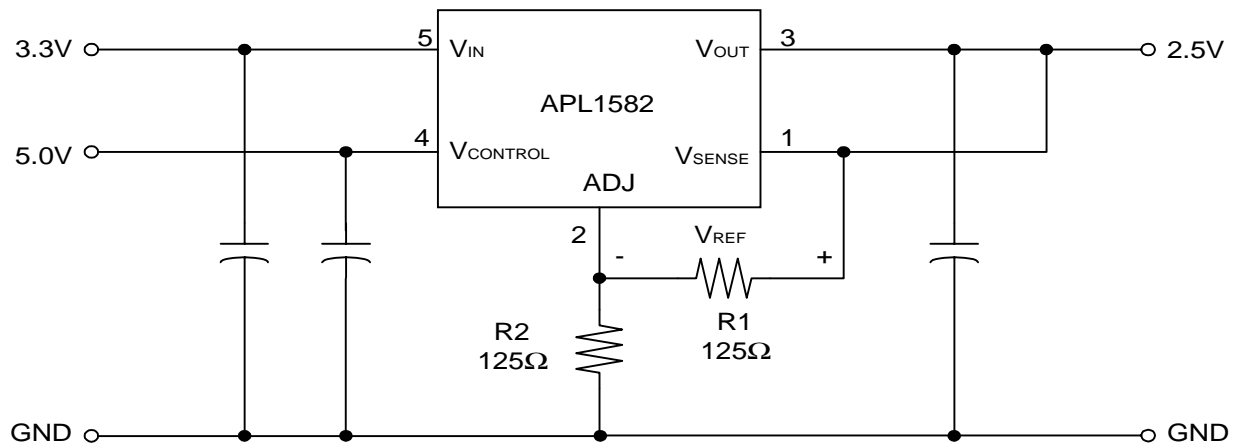 3.3V
5
VIN
VOUT
3
2.5V
APL1582
5.0V
4
VCONTROL
VSENSE
1
ADJ
2
-
VREF
+
R2
125Ω
R1
125Ω
GND
GND